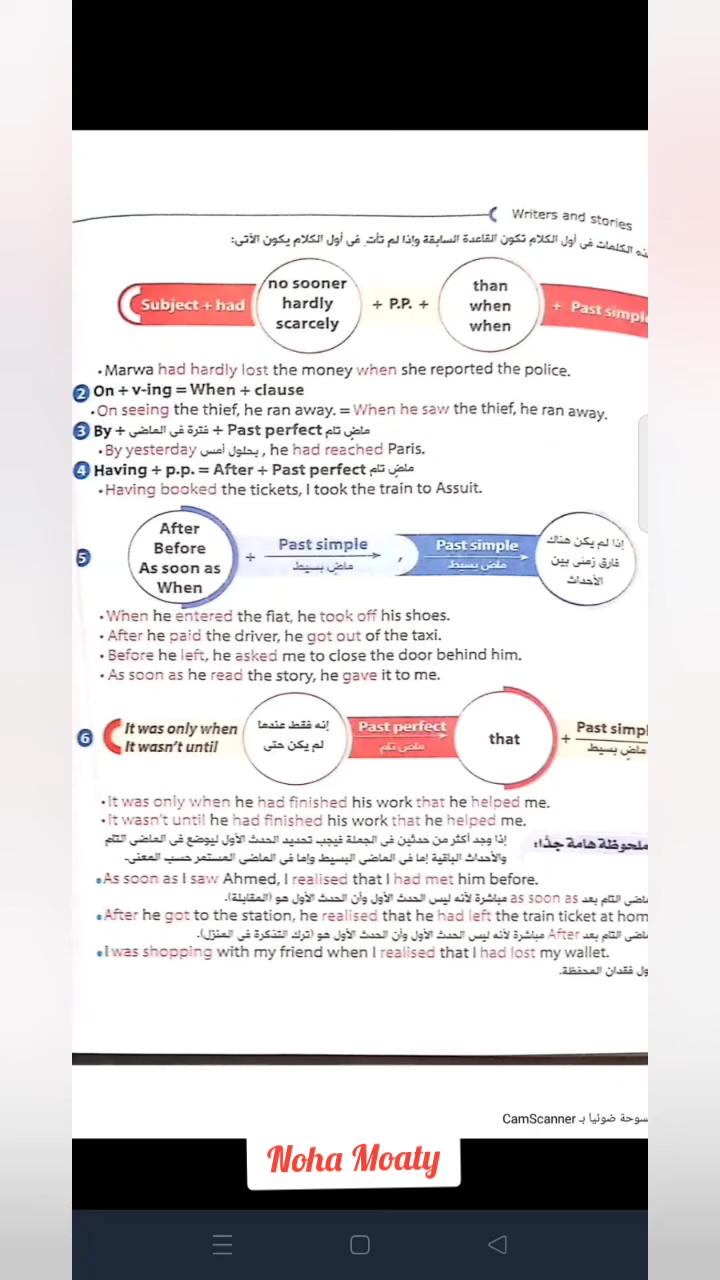 Writers and stories
ذه الكلمات فى أول الكلام تكون القاعدة السابقة وإذا لم تأت فى أول الكلام يكون الآتى:
Subject + had no sooner hardly scarcely + P.P. + than when when + Past simpl
• Marwa had hardly lost the money when she reported the police.
2 On + v-ing = When + clause
• On seeing the thief, he ran away. = When he saw the thief, he ran away.
3 By + فترة فى الماضى + Past perfect ماضٍ تام
• By yesterday بحلول أمس, he had reached Paris.
4 Having + p.p. = After + Past perfect ماضٍ تام
• Having booked the tickets, I took the train to Assuit.
5 After Before As soon as When + Past simple ماضٍ بسيط , Past simple ماضٍ بسيط إذا لم يكن هناك فارق زمنى بين الأحداث
• When he entered the flat, he took off his shoes.
• After he paid the driver, he got out of the taxi.
• Before he left, he asked me to close the door behind him.
• As soon as he read the story, he gave it to me.
6 It was only when It wasn't until إنه فقط عندما لم يكن حتى Past perfect ماضٍ تام that + Past simpl ماضٍ بسيط
• It was only when he had finished his work that he helped me.
• It wasn't until he had finished his work that he helped me.
ملحوظة هامة جدًا: إذا وجد أكثر من حدثين فى الجملة فيجب تحديد الحدث الأول ليوضع فى الماضى التام
والأحداث الباقية إما فى الماضى البسيط وإما فى الماضى المستمر حسب المعنى.
• As soon as I saw Ahmed, I realised that I had met him before.
ماضى التام بعد as soon as مباشرة لأنه ليس الحدث الأول وأن الحدث الأول هو (المقابلة).
• After he got to the station, he realised that he had left the train ticket at hom
ماضى التام بعد After مباشرة لأنه ليس الحدث الأول وأن الحدث الأول هو (ترك التذكرة فى المنزل).
• I was shopping with my friend when I realised that I had lost my wallet.
ول فقدان المحفظة.
سوحة ضوئيا بـ CamScanner
Noha Moaty